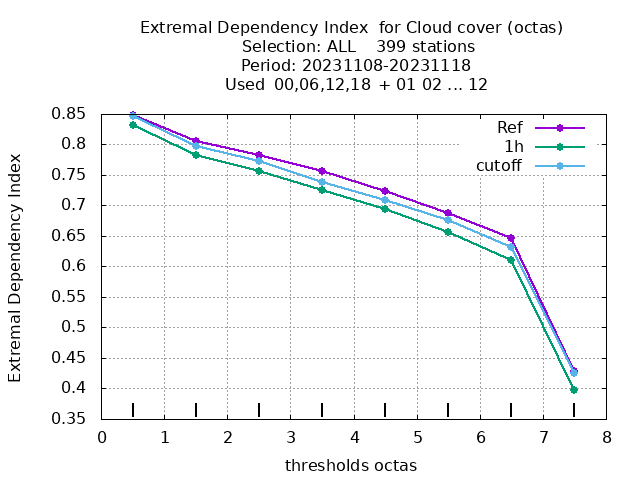 Extremal Dependency Index  for Cloud cover (octas)
Selection: ALL    399 stations
Period: 20231108-20231118
Used  00,06,12,18  + 01 02 ... 12
Extremal Dependency Index
0.85
0.8
0.75
0.7
0.65
0.6
0.55
0.5
0.45
0.4
0.35
Ref
1h
cutoff
0 1 2 3 4 5 6 7 8
thresholds octas